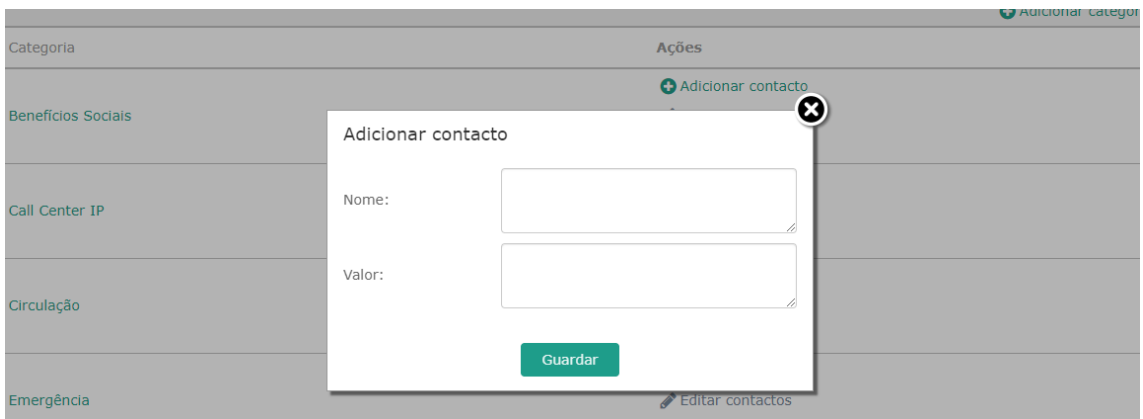 Adicionar categor
Categoria
Ações
Adicionar contacto
Benefícios Sociais
Adicionar contacto
Nome:
Call Center IP
Valor:
Circulação
Guardar
Emergência
Editar contactos